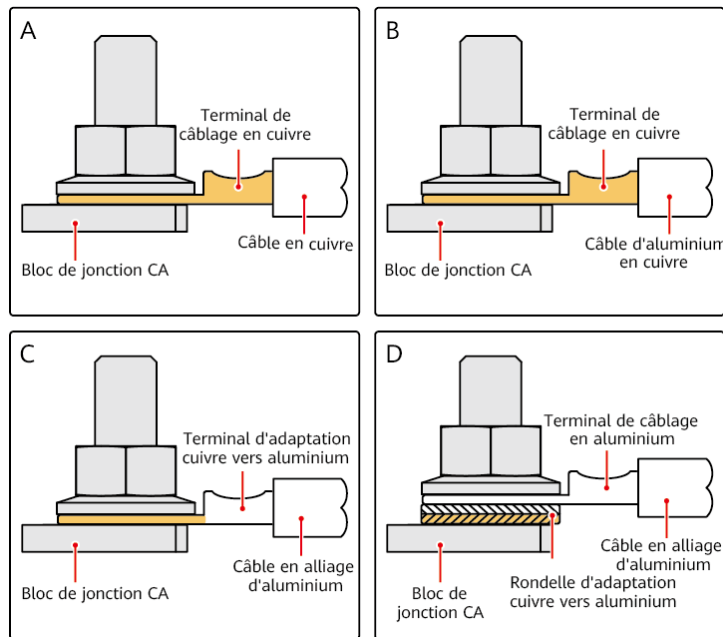 A
Terminal de
câblage en cuivre
Câble en cuivre
Bloc de jonction CA
B
Terminal de
câblage en cuivre
Câble d'aluminium
en cuivre
Bloc de jonction CA
C
Terminal d'adaptation
cuivre vers aluminium
Câble en alliage
d'aluminium
Bloc de jonction CA
D
Terminal de câblage
en aluminium
Câble en alliage
d'aluminium
Rondelle d'adaptation
cuivre vers aluminium
Bloc de
jonction CA